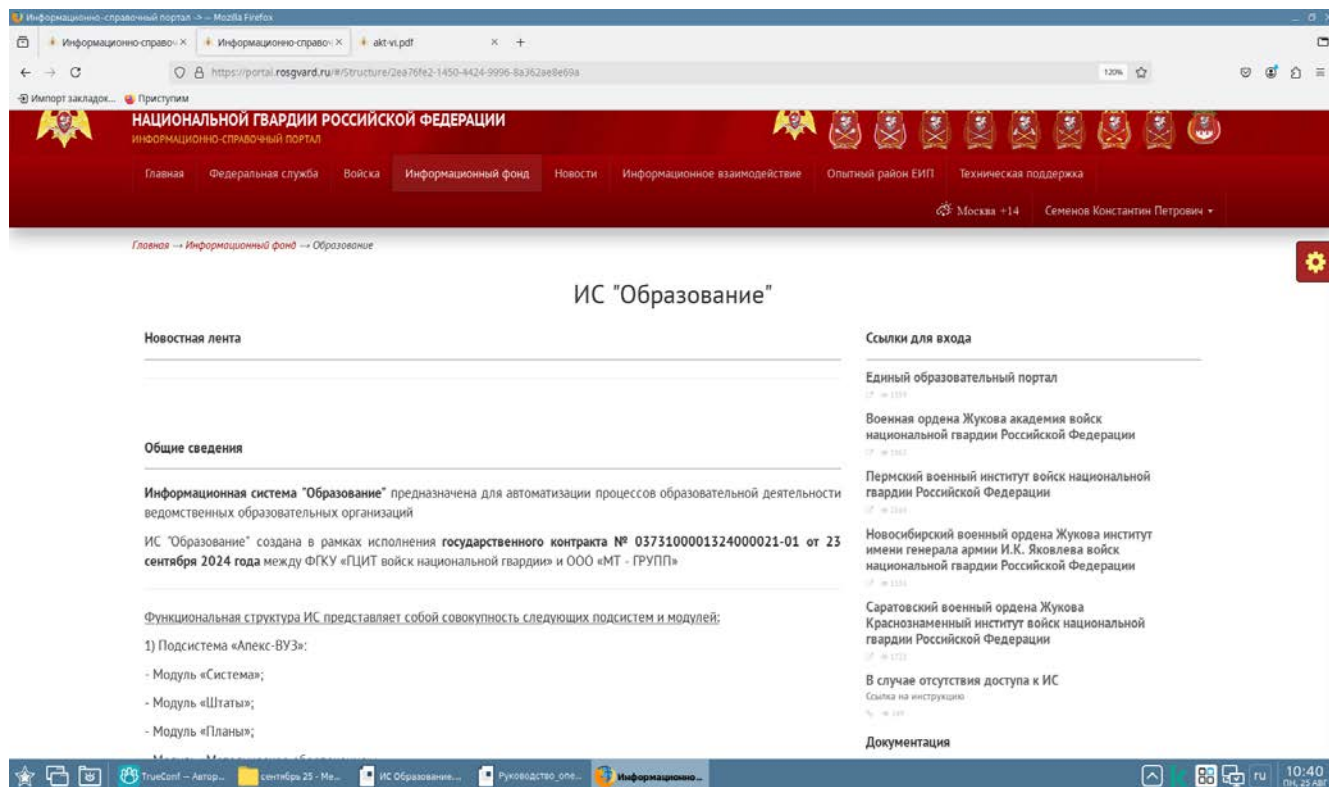 Информационно-справочный портал -> -- Mozilla Firefox
Информационно-справоч
Информационно-справоч
akt-vi.pdf
https://portal.rosgvard.ru/#/Structure/2ea76fe2-1450-4424-9996-8a362ae8e69a
120%
Импорт закладок...
Приступим
НАЦИОНАЛЬНОЙ ГВАРДИИ РОССИЙСКОЙ ФЕДЕРАЦИИ
ИНФОРМАЦИОННО-СПРАВОЧНЫЙ ПОРТАЛ
Главная Федеральная служба Войска Информационный фонд Новости Информационное взаимодействие Опытный район ЕИП Техническая поддержка
Москва +14 Семенов Константин Петрович
Главная → Информационный фонд → Образование
ИС "Образование"
Новостная лента
Общие сведения
Информационная система "Образование" предназначена для автоматизации процессов образовательной деятельности
ведомственных образовательных организаций
ИС "Образование" создана в рамках исполнения государственного контракта № 0373100001324000021-01 от 23
сентября 2024 года между ФГКУ «ГЦИТ войск национальной гвардии» и ООО «МТ - ГРУПП»
Функциональная структура ИС представляет собой совокупность следующих подсистем и модулей:
1) Подсистема «Апекс-ВУЗ»:
- Модуль «Система»;
- Модуль «Штаты»;
- Модуль «Планы»;
Ссылки для входа
Единый образовательный портал
Военная ордена Жукова академия войск
национальной гвардии Российской Федерации
Пермский военный институт войск национальной
гвардии Российской Федерации
Новосибирский военный ордена Жукова институт
имени генерала армии И.К. Яковлева войск
национальной гвардии Российской Федерации
Саратовский военный ордена Жукова
Краснознаменный институт войск национальной
гвардии Российской Федерации
В случае отсутствия доступа к ИС
Ссылка на инструкцию
Документация
TrueConf – Автор...
сентябрь 25 - Ме...
ИС Образование...
Руководство_опе...
Информационно...
ru
10:40
ПН, 25 АВГ